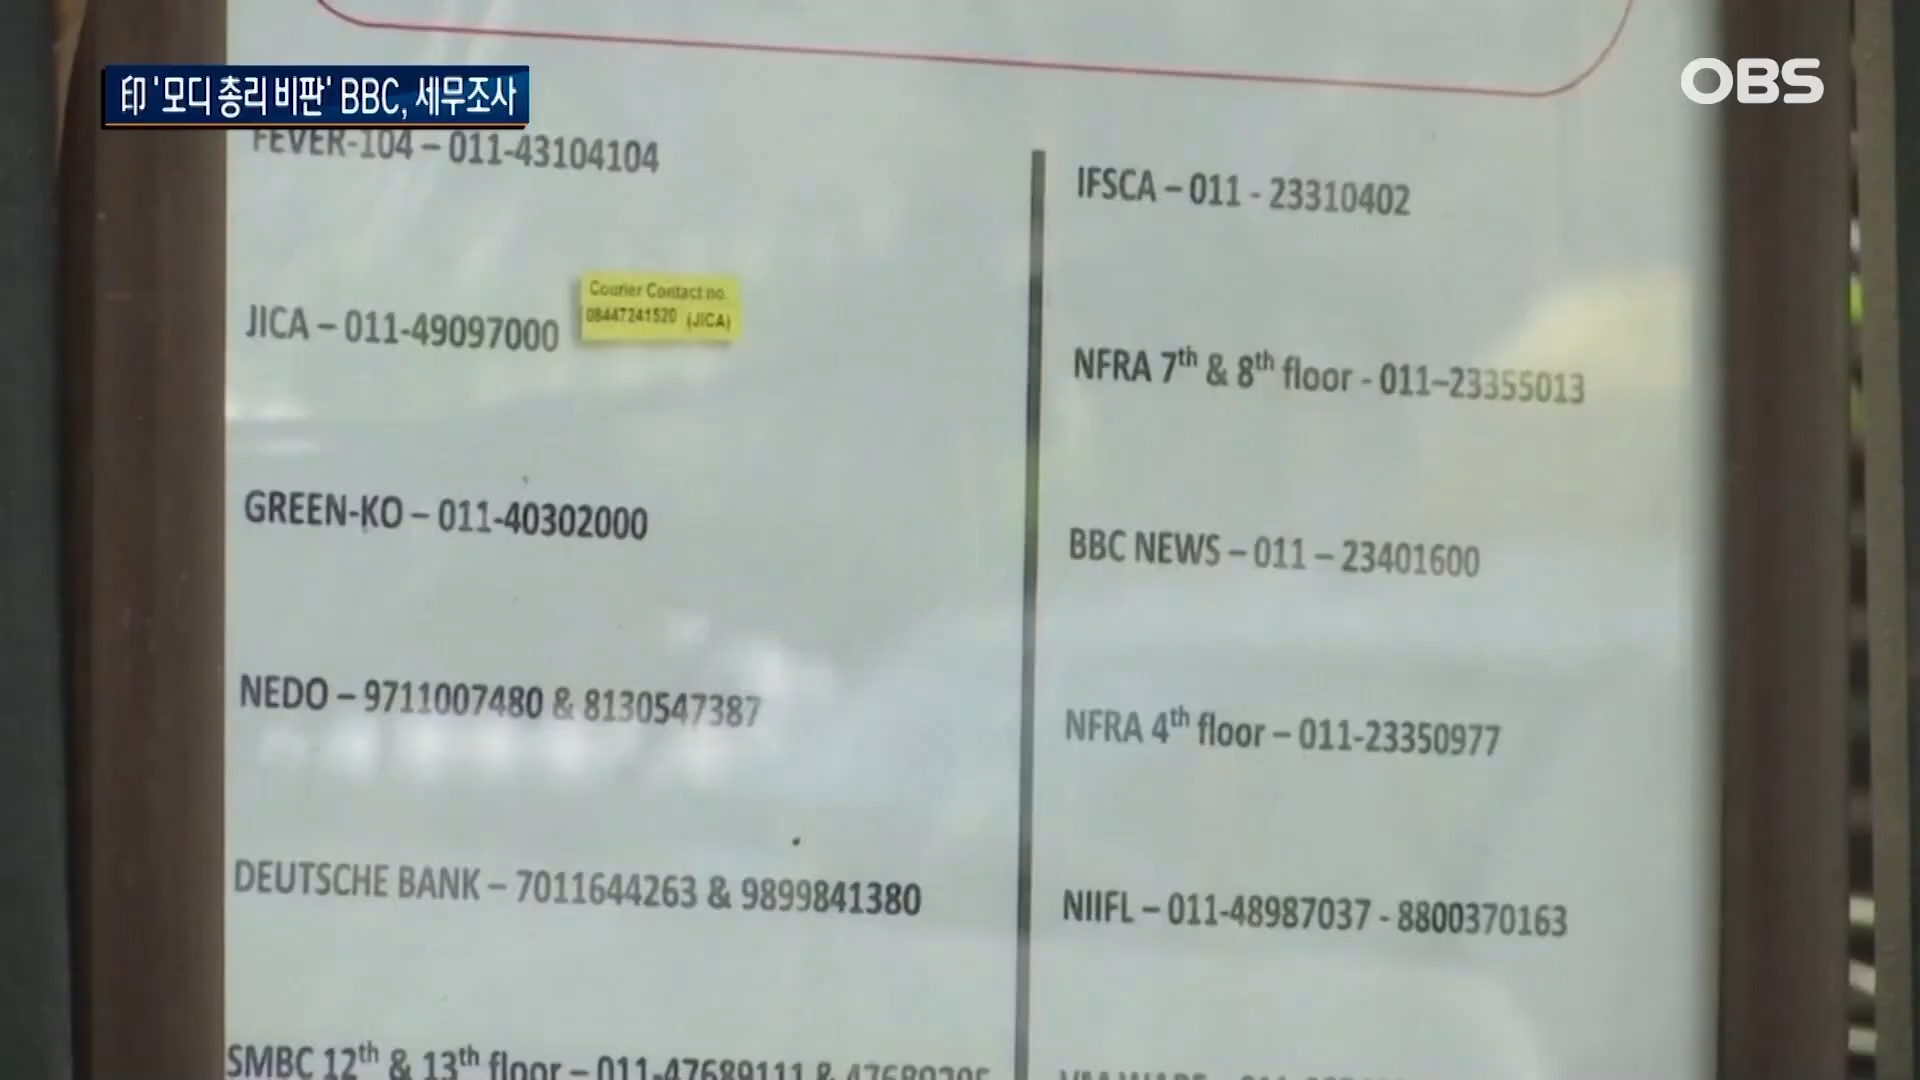 印 '모디 총리 비판' BBC, 세무조사
OBS
FEVER-104 – 011-43104104
JICA – 011-49097000
Courier Contact no.
08447241520 (JICA)
GREEN-KO – 011-40302000
NEDO – 9711007480 & 8130547387
DEUTSCHE BANK – 7011644263 & 9899841380
SMBC 12th & 13th floor – 011-47689111 &
IFSCA – 011 - 23310402
NFRA 7th & 8th floor - 011–23355013
BBC NEWS – 011 – 23401600
NFRA 4th floor – 011-23350977
NIIFL – 011-48987037 - 8800370163